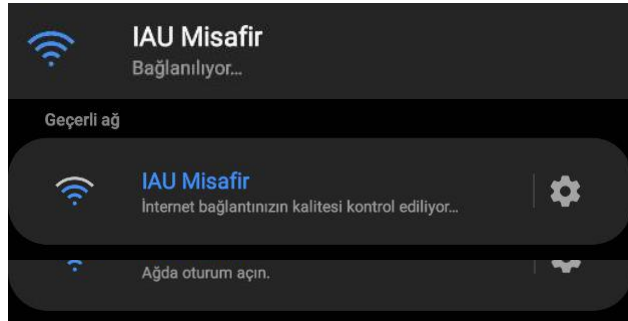 IAU Misafir
Bağlanılıyor...
Geçerli ağ
IAU Misafir
İnternet bağlantınızın kalitesi kontrol ediliyor...
Ağda oturum açın.